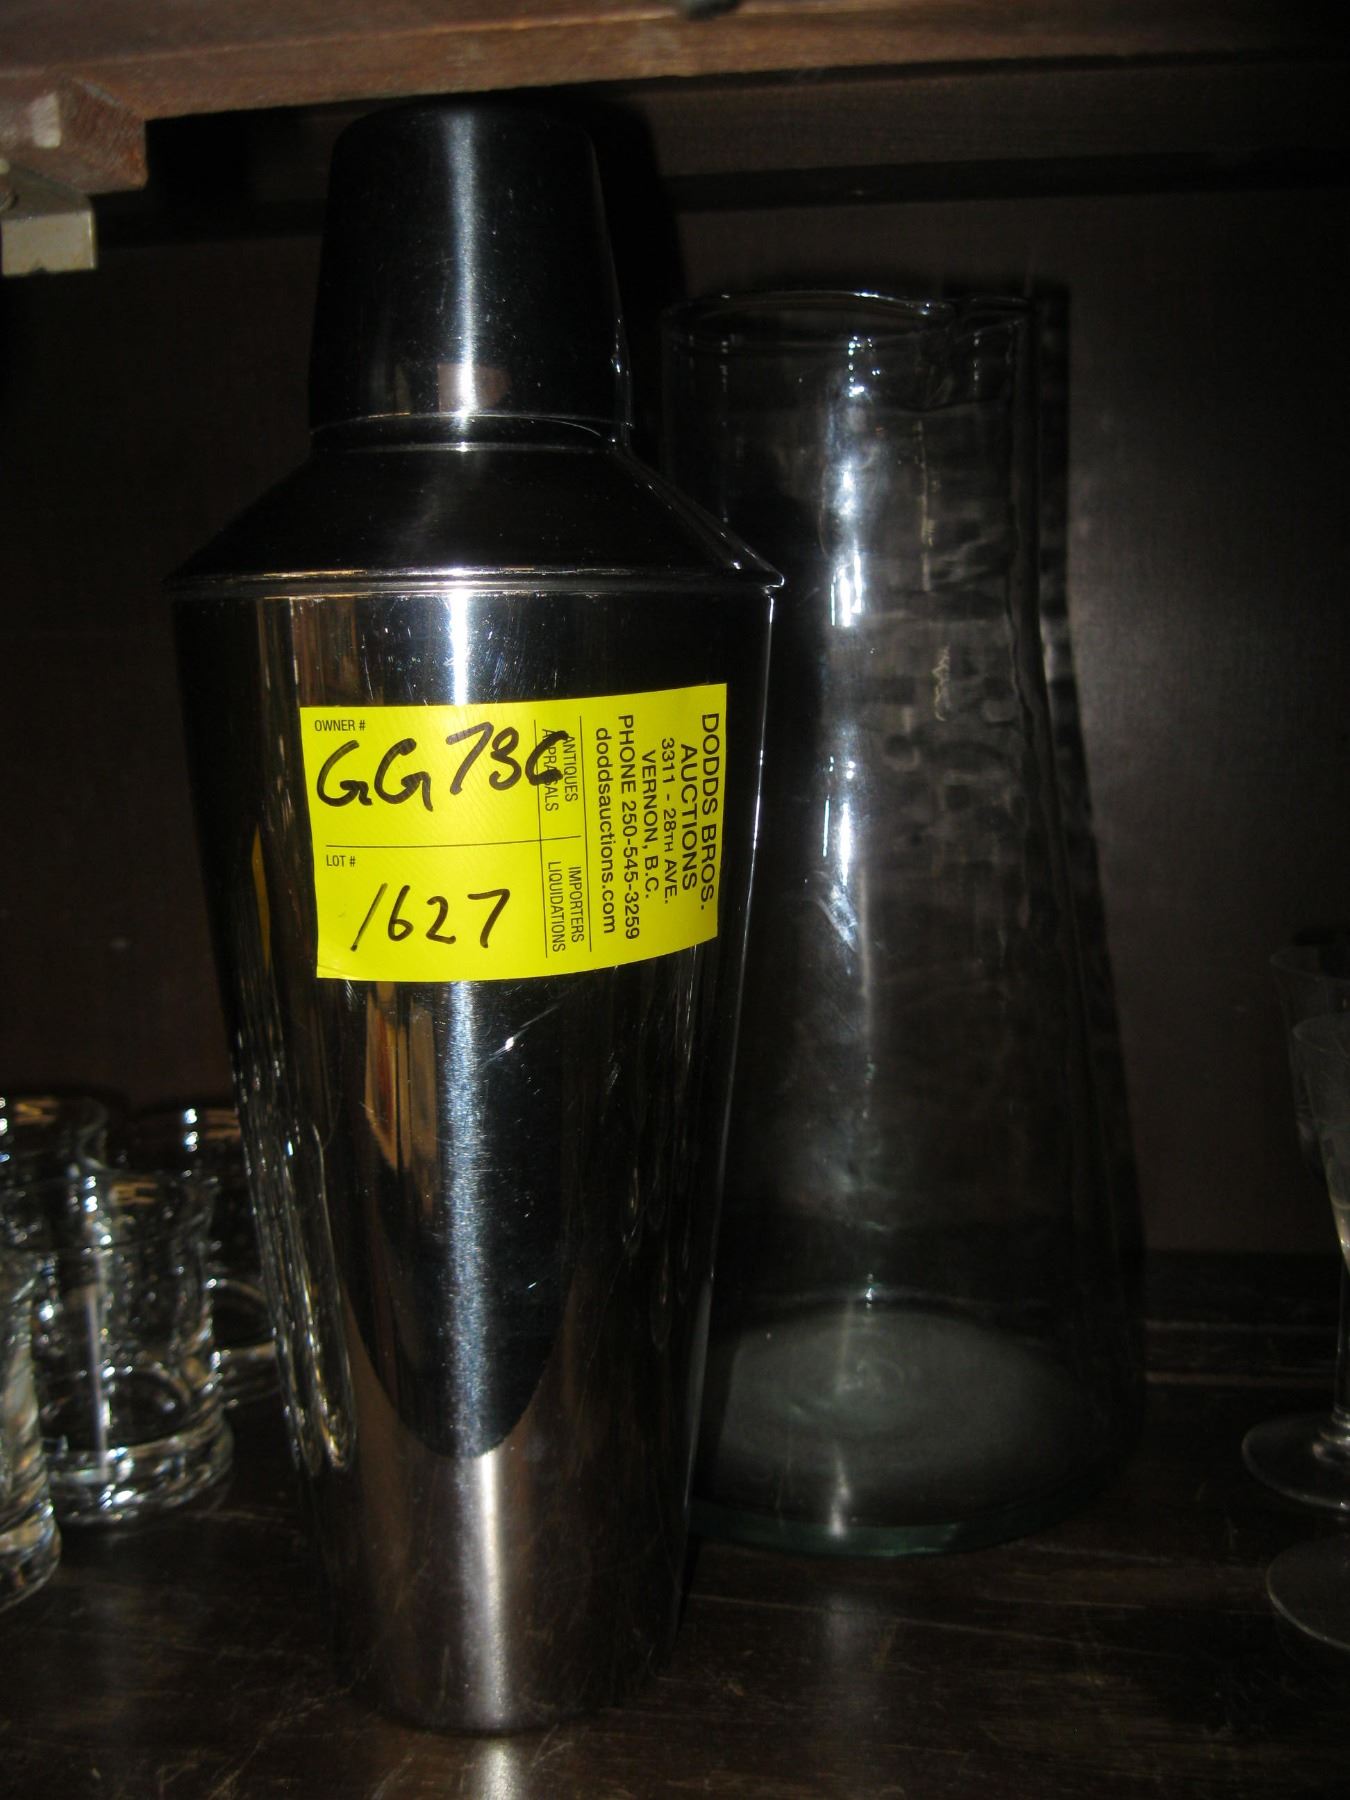 OWNER #
GG73C
LOT #
1627
ANTIQUES
APPRAISALS
IMPORTERS
LIQUIDATIONS
DODDS BROS.
AUCTIONS
3311 - 28TH AVE.
VERNON, B.C.
PHONE 250-545-3259
doddsauctions.com